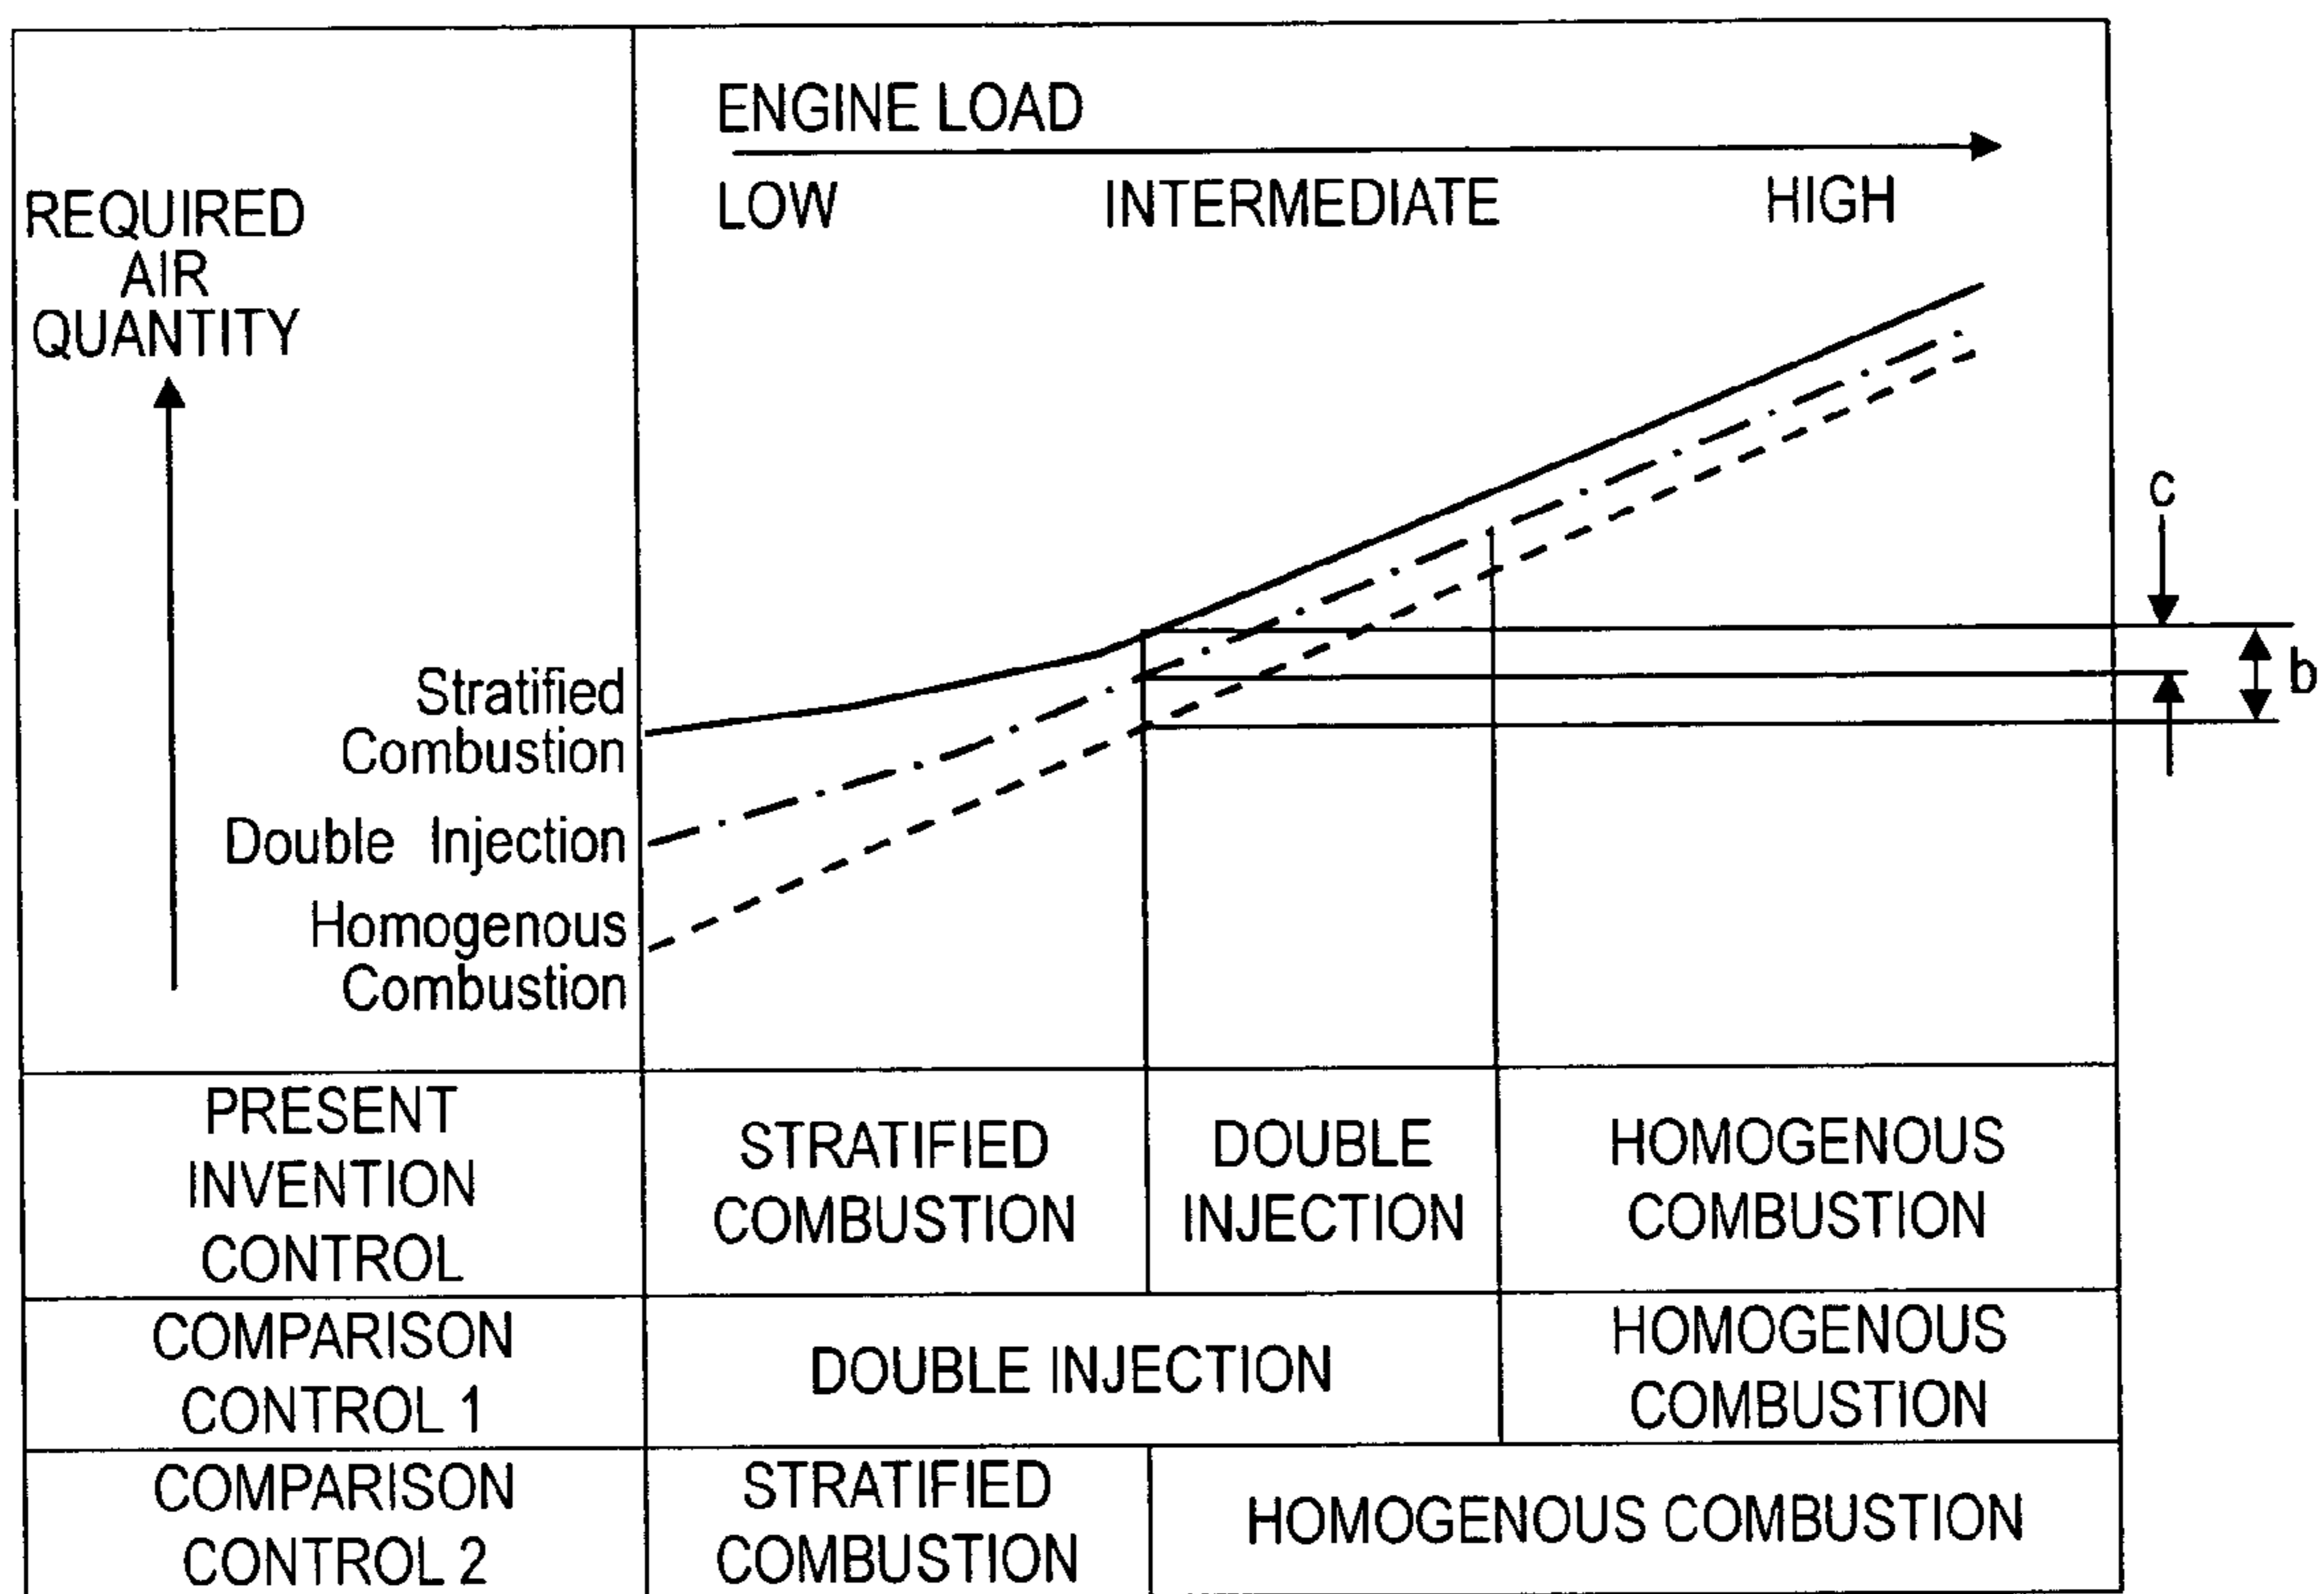 ENGINE LOAD
LOW INTERMEDIATE HIGH
REQUIRED
AIR
QUANTITY
c
b
Stratified
Combustion
Double Injection
Homogenous
Combustion
PRESENT
INVENTION
CONTROL
STRATIFIED
COMBUSTION
DOUBLE
INJECTION
HOMOGENOUS
COMBUSTION
COMPARISON
CONTROL 1
DOUBLE INJECTION
HOMOGENOUS
COMBUSTION
COMPARISON
CONTROL 2
STRATIFIED
COMBUSTION
HOMOGENOUS COMBUSTION